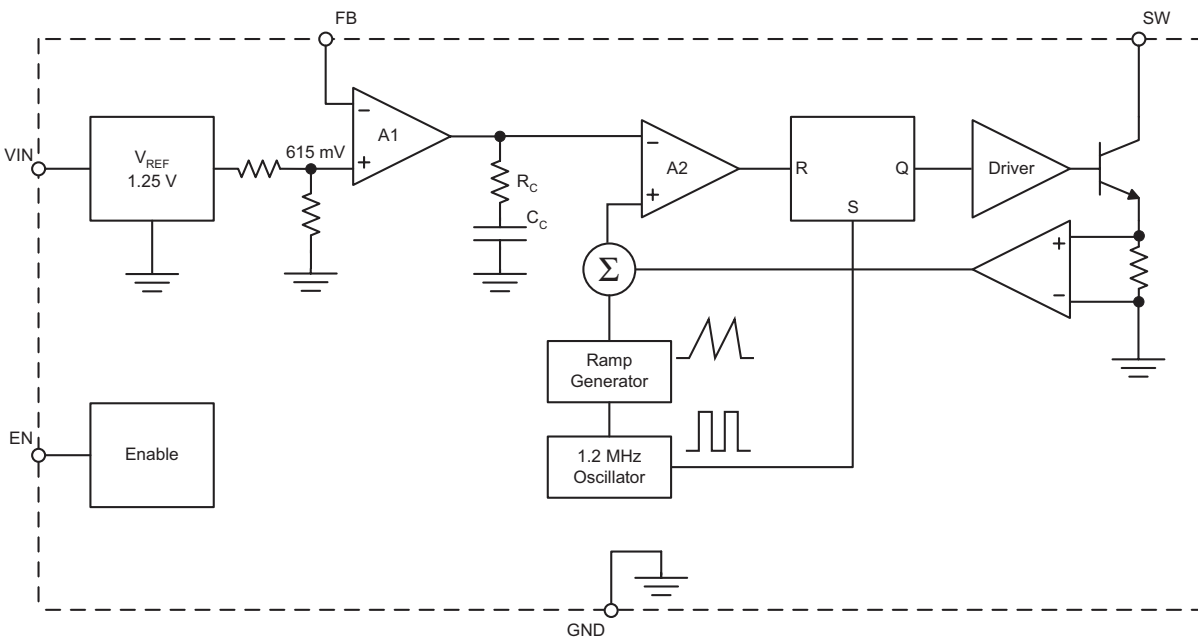 FB
SW
VIN
V_REF
1.25 V
615 mV
A1
R_C
C_C
A2
R
Q
S
Driver
+
−
Σ
Ramp
Generator
1.2 MHz
Oscillator
EN
Enable
GND